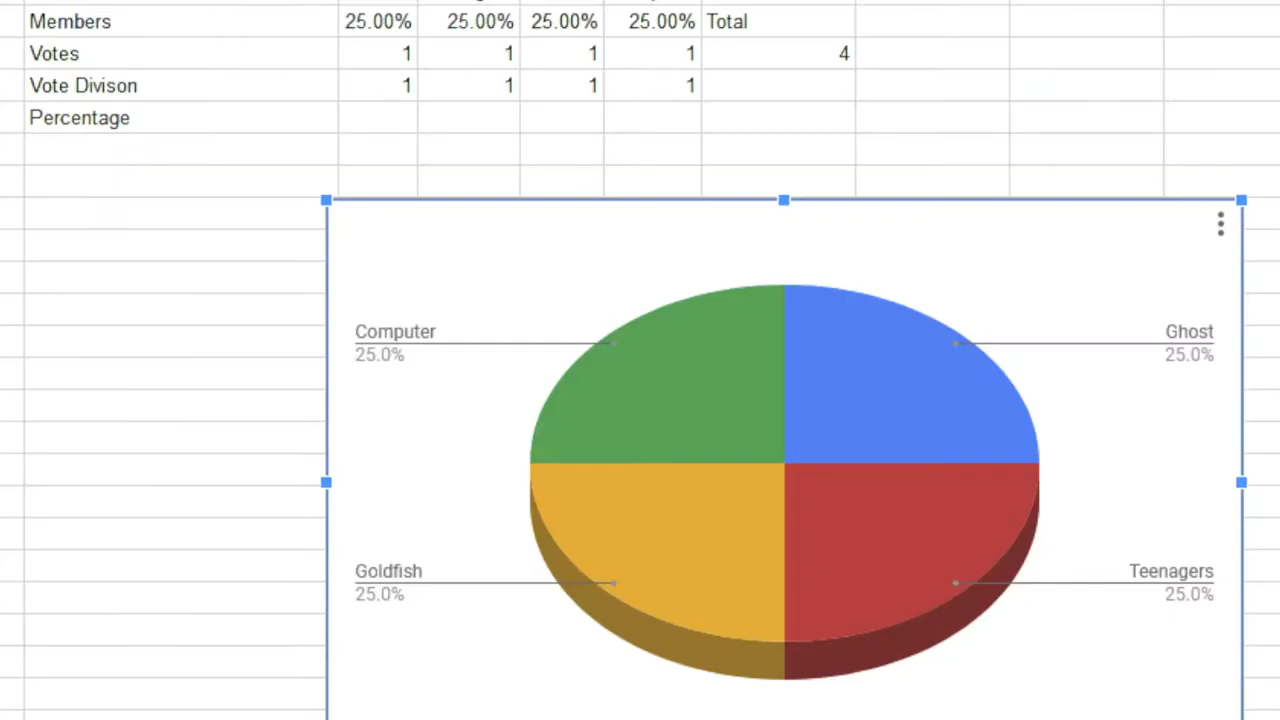 Members 25.00% 25.00% 25.00% 25.00% Total
Votes 1 1 1 1 4
Vote Divison 1 1 1 1
Percentage
Computer
25.0%
Ghost
25.0%
Goldfish
25.0%
Teenagers
25.0%